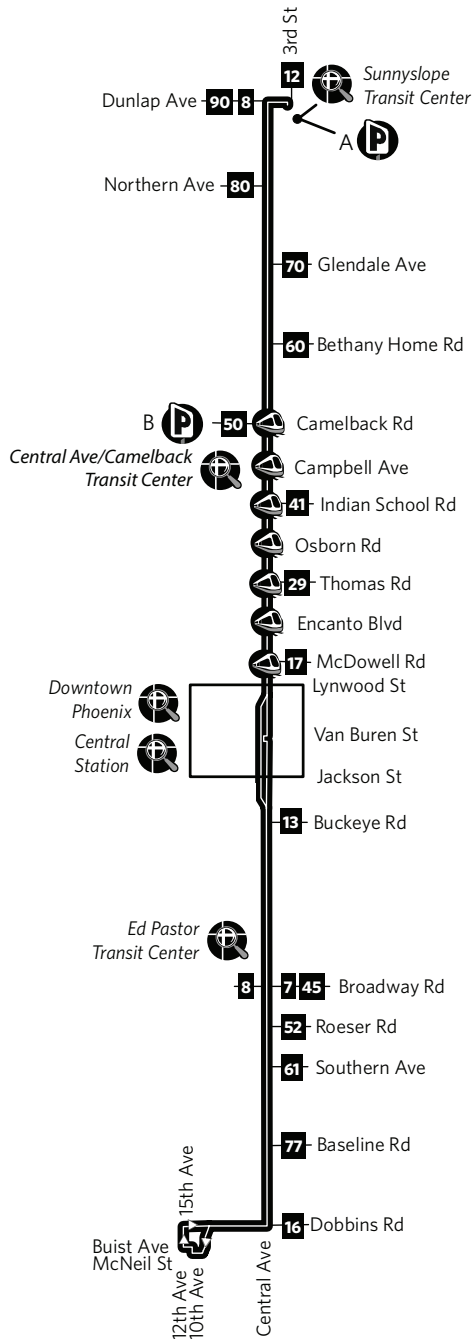 3rd St
12
Sunnyslope
Transit Center
Dunlap Ave 90 8
A P
Northern Ave 80
70 Glendale Ave
60 Bethany Home Rd
B P 50 Camelback Rd
Central Ave/Camelback
Transit Center
Campbell Ave
41 Indian School Rd
Osborn Rd
29 Thomas Rd
Encanto Blvd
17 McDowell Rd
Lynwood St
Downtown
Phoenix
Central
Station
Van Buren St
Jackson St
13 Buckeye Rd
Ed Pastor
Transit Center
8 7 45 Broadway Rd
52 Roeser Rd
61 Southern Ave
77 Baseline Rd
15th Ave
16 Dobbins Rd
Buist Ave
McNeil St
12th Ave
10th Ave
Central Ave